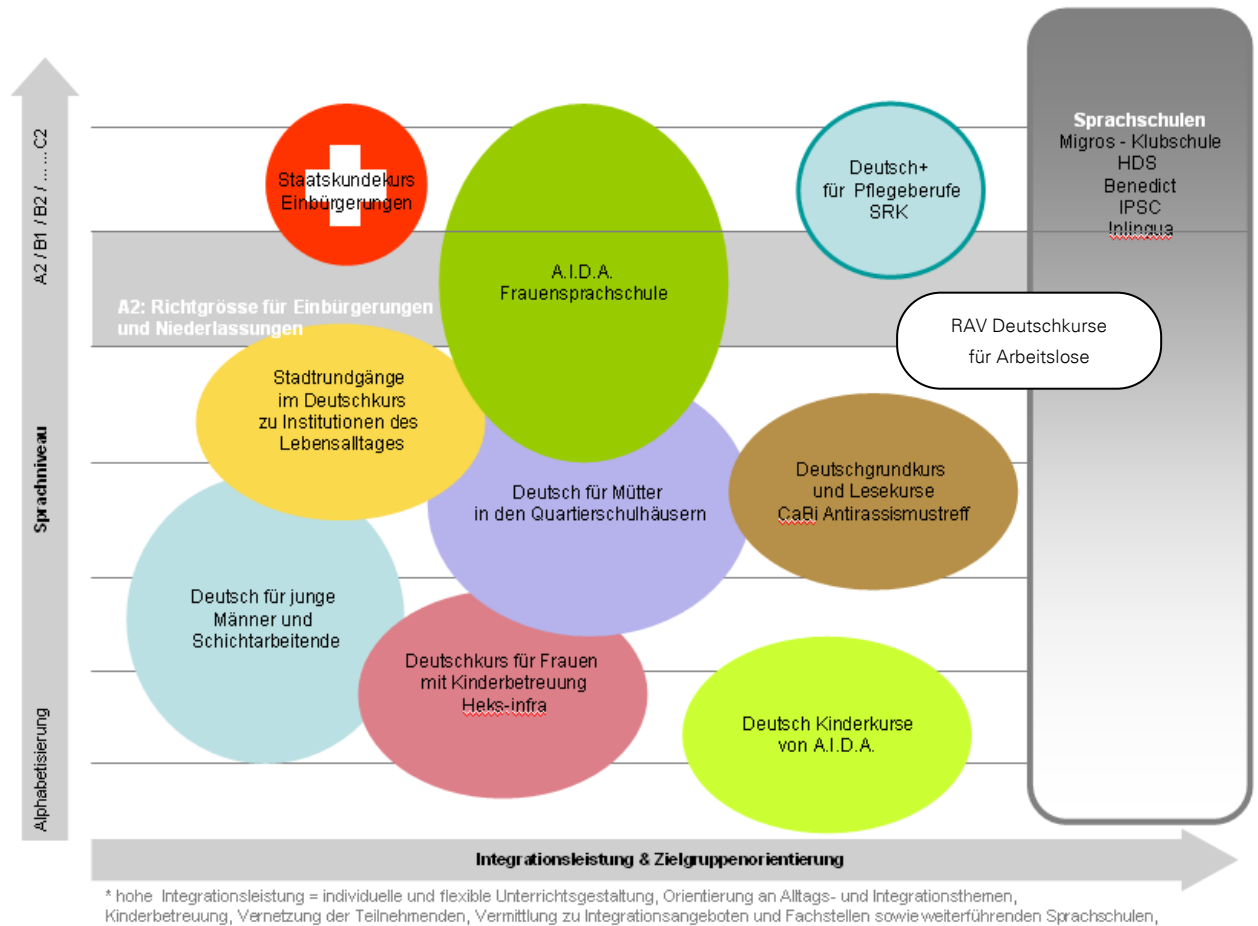 A2 / B1 / B2 / ... ... C2
Sprachniveau
Alphabetisierung
Staatskundekurs
Einbürgerungen
A.I.D.A.
Frauensprachschule
Deutsch+
für Pflegeberufe
SRK
Sprachschulen
Migros - Klubschule
HDS
Benedict
IPSC
Inlingua
A2: Richtgrösse für Einbürgerungen
und Niederlassungen
RAV Deutschkurse
für Arbeitslose
Stadtrundgänge
im Deutschkurs
zu Institutionen des
Lebensalltages
Deutsch für Mütter
in den Quartierschulhäusern
Deutschgrundkurs
und Lesekurse
CaBi Antirassismustreff
Deutsch für junge
Männer und
Schichtarbeitende
Deutschkurs für Frauen
mit Kinderbetreuung
Heks-infra
Deutsch Kinderkurse
von A.I.D.A.
Integrationsleistung & Zielgruppenorientierung
* hohe Integrationsleistung = individuelle und flexible Unterrichtsgestaltung, Orientierung an Alltags- und Integrationsthemen,
Kinderbetreuung, Vernetzung der Teilnehmenden, Vermittlung zu Integrationsangeboten und Fachstellen sowie weiterführenden Sprachschulen,